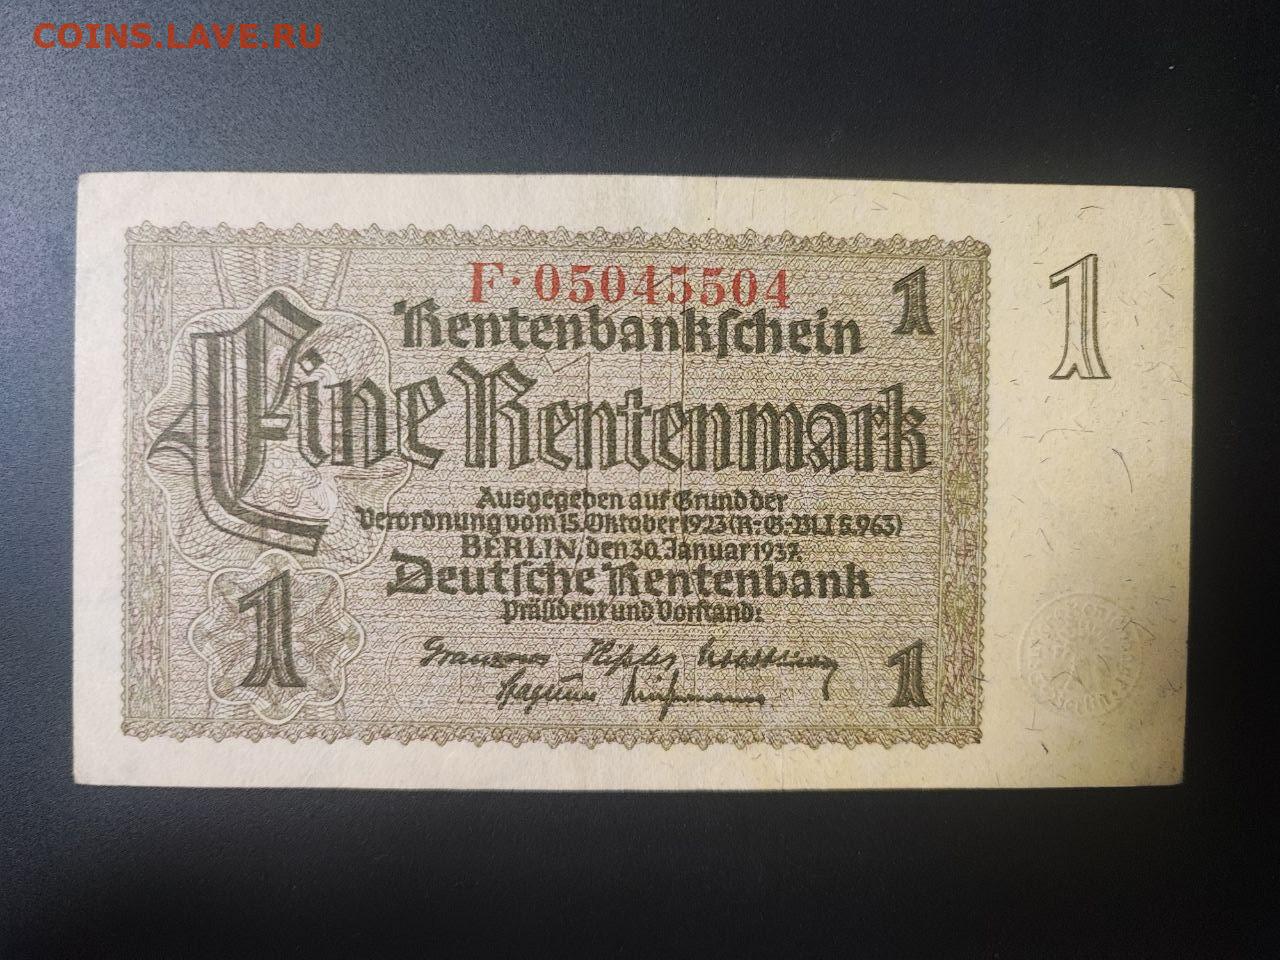 COINS.LAVE.RU
F·05045504
1
Rentenbankſchein
1
Eine Rentenmark
Ausgegeben auf Grund der
Verordnung vom 15. Oktober 1923 (R.-G.-Bl. I S. 963)
BERLIN, den 30. Januar 1937.
Deutſche Rentenbank
Präſident und Vorſtand:
1
1